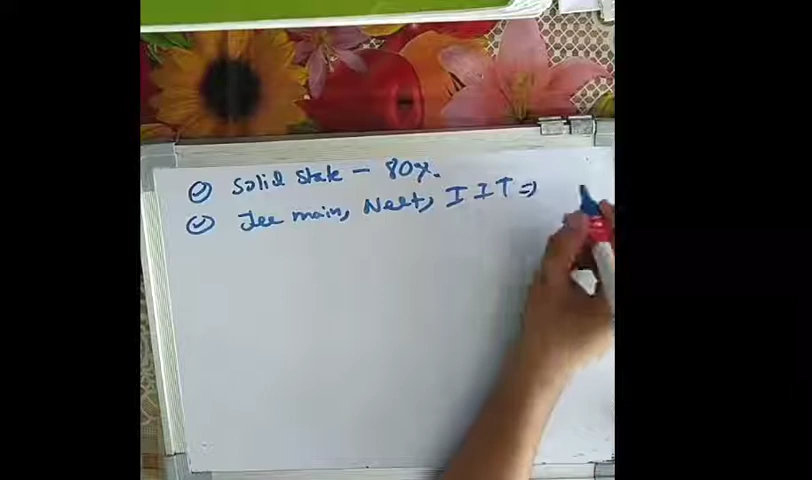 Solid State - 80%.
Jee main, Neet, IIT ⇒